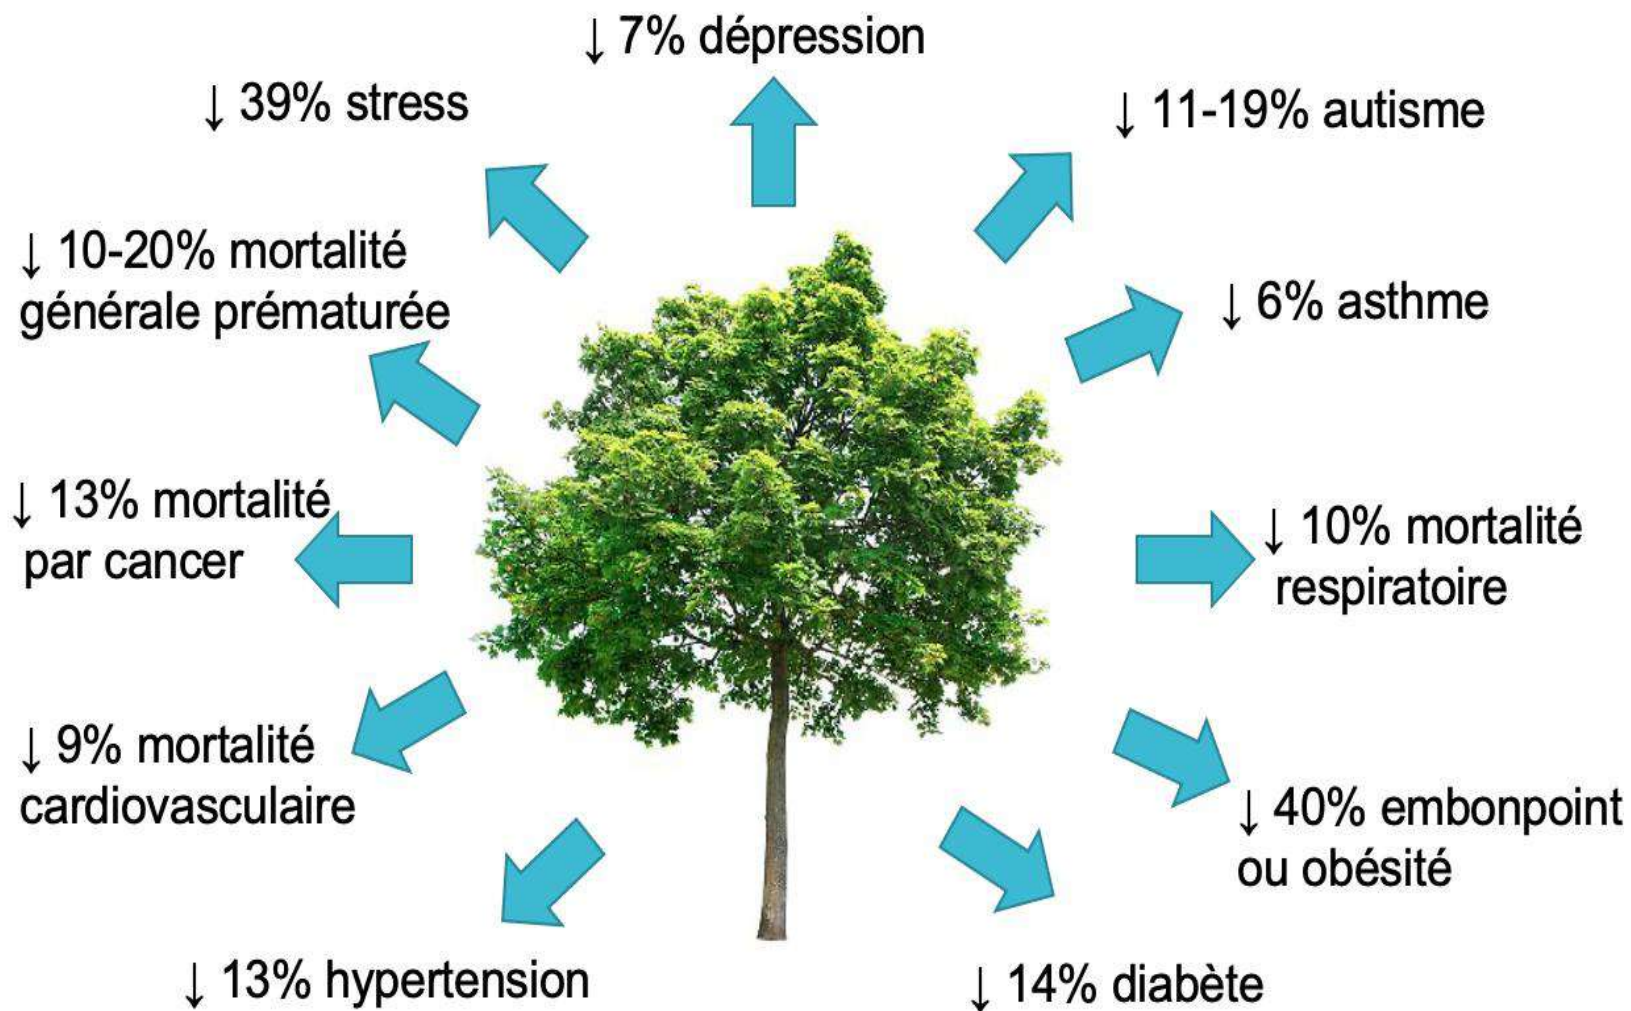 ↓ 7% dépression
↓ 39% stress
↓ 11-19% autisme
↓ 10-20% mortalité
générale prématurée
↓ 6% asthme
↓ 13% mortalité
par cancer
↓ 10% mortalité
respiratoire
↓ 9% mortalité
cardiovasculaire
↓ 40% embonpoint
ou obésité
↓ 13% hypertension
↓ 14% diabète